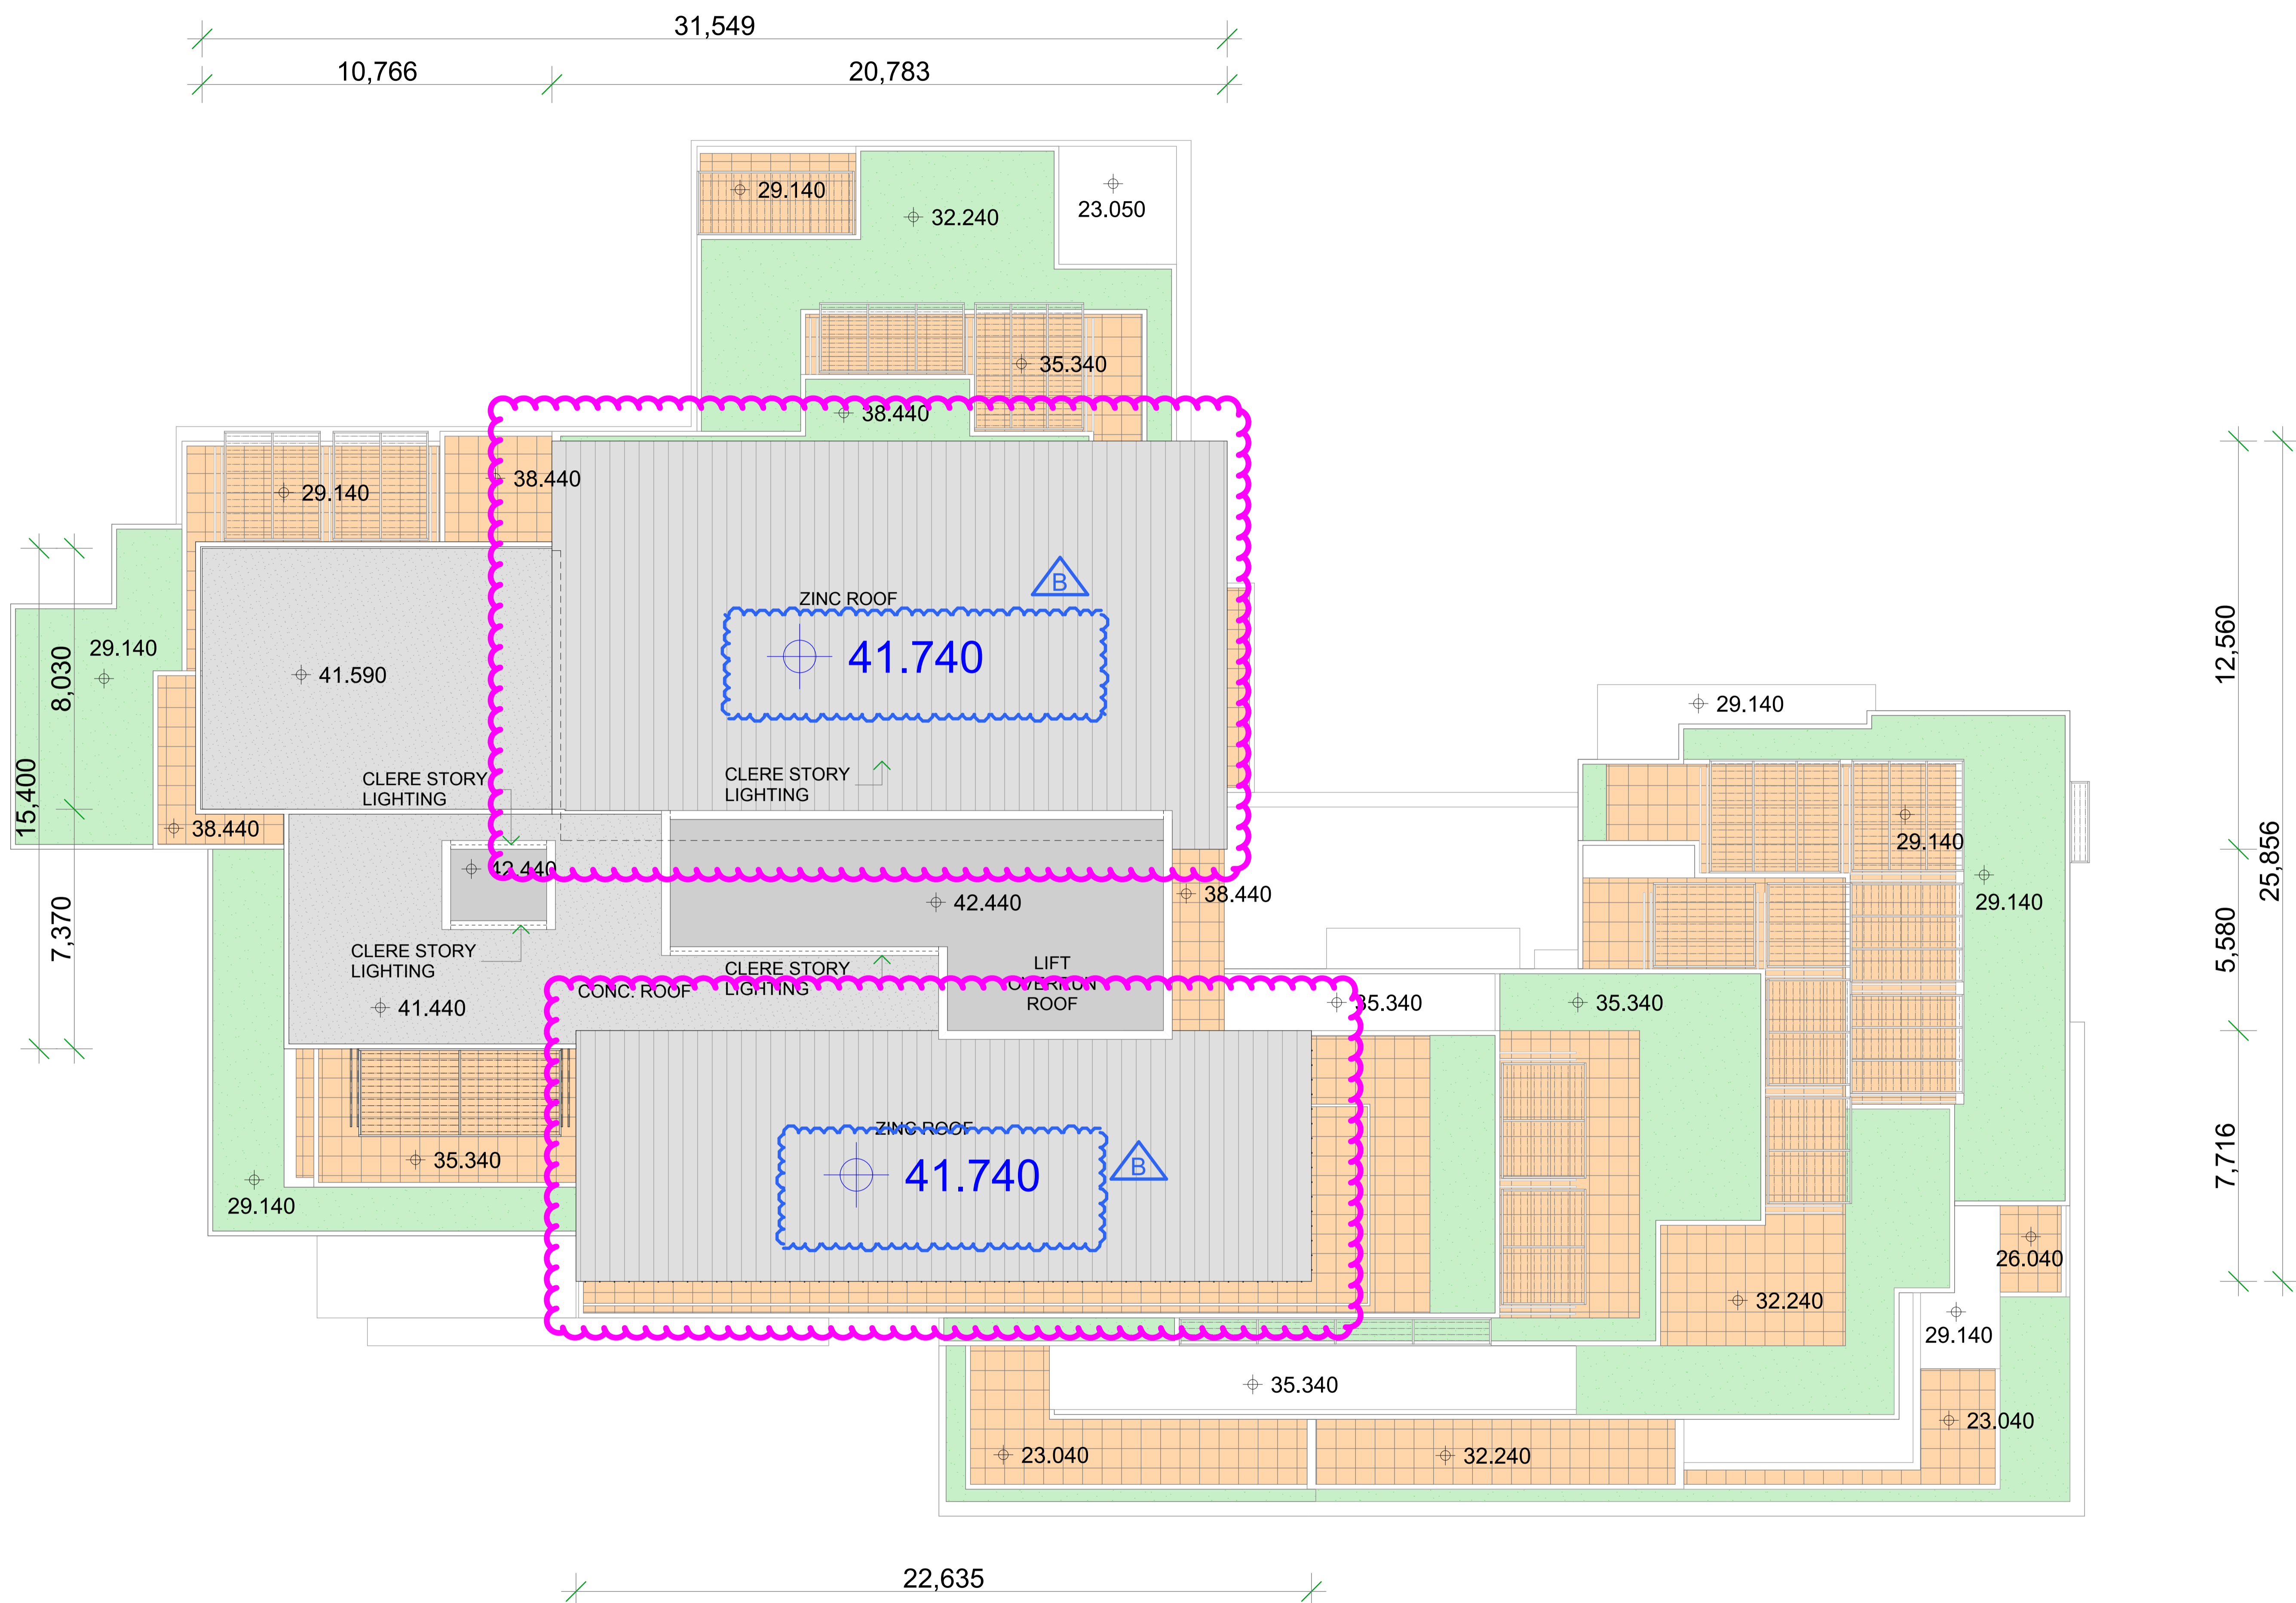 31,549
10,766
20,783
29.140
32.240
23.050
35.340
38.440
38.440
29.140
ZINC ROOF
B
41.740
29.140
41.590
8,030
15,400
7,370
12,560
25,856
5,580
7,716
CLERE STORY
LIGHTING
CLERE STORY
LIGHTING
38.440
42.440
42.440
38.440
29.140
29.140
29.140
CLERE STORY
LIGHTING
CLERE STORY
LIGHTING
LIFT
OVERRUN
ROOF
CONC. ROOF
41.440
35.340
35.340
ZINC ROOF
B
41.740
35.340
29.140
26.040
32.240
29.140
35.340
23.040
23.040
32.240
22,635